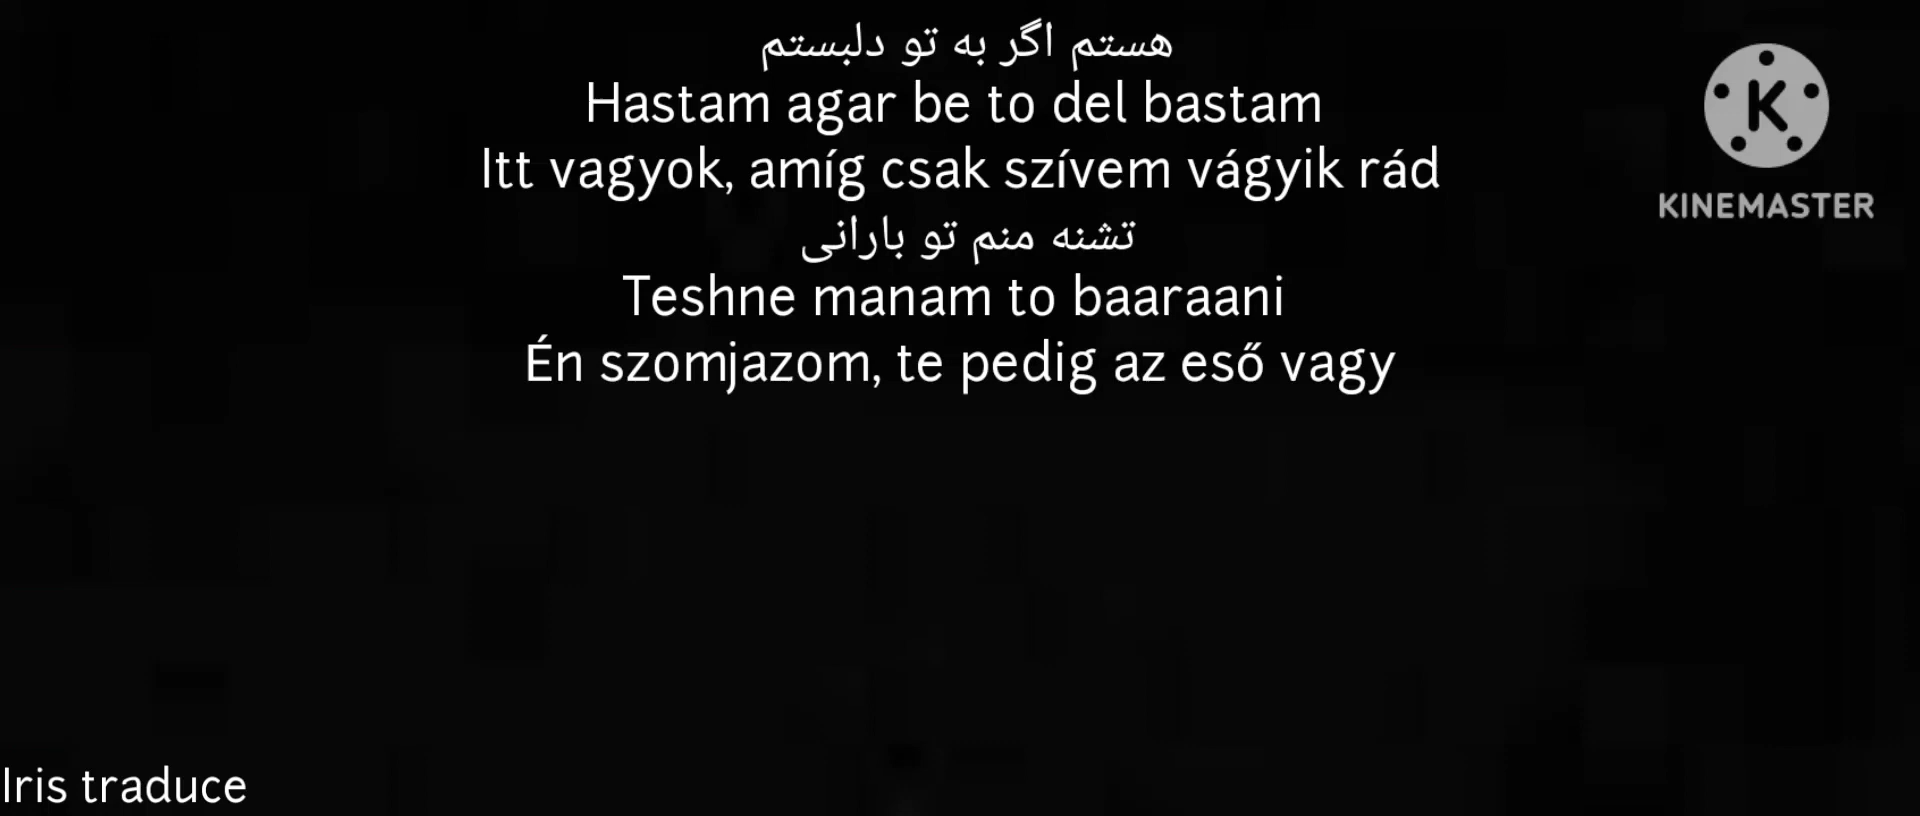 هستم اگر به تو دلبستم
Hastam agar be to del bastam
Itt vagyok, amíg csak szívem vágyik rád
تشنه منم تو بارانی
Teshne manam to baaraani
Én szomjazom, te pedig az eső vagy
K
KINEMASTER
Iris traduce